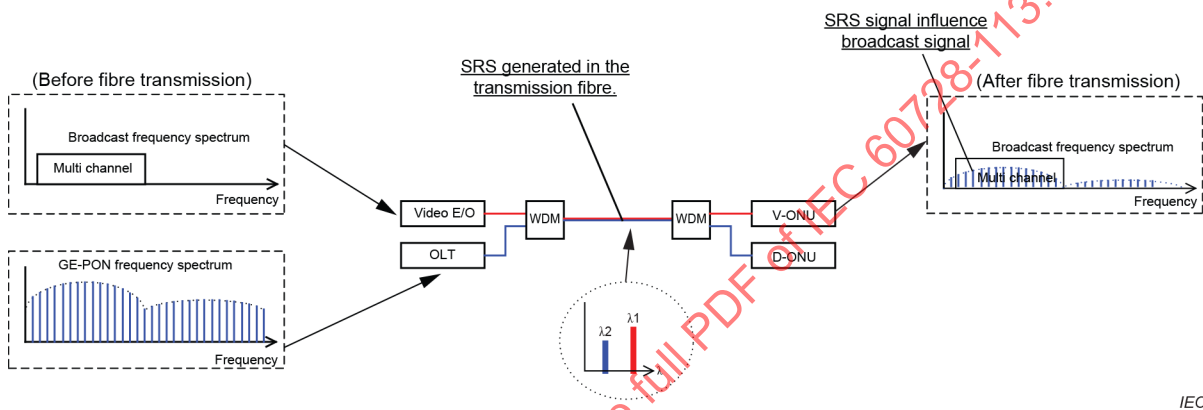 SRS signal influence
broadcast signal
(Before fibre transmission)
SRS generated in the
transmission fibre.
(After fibre transmission)
Broadcast frequency spectrum
Multi channel
Frequency
Broadcast frequency spectrum
Multi channel
Frequency
Video E/O
WDM
WDM
V-ONU
OLT
D-ONU
GE-PON frequency spectrum
Frequency
λ2
λ1
λ
full PDF of IEC 60728-113:
IEC